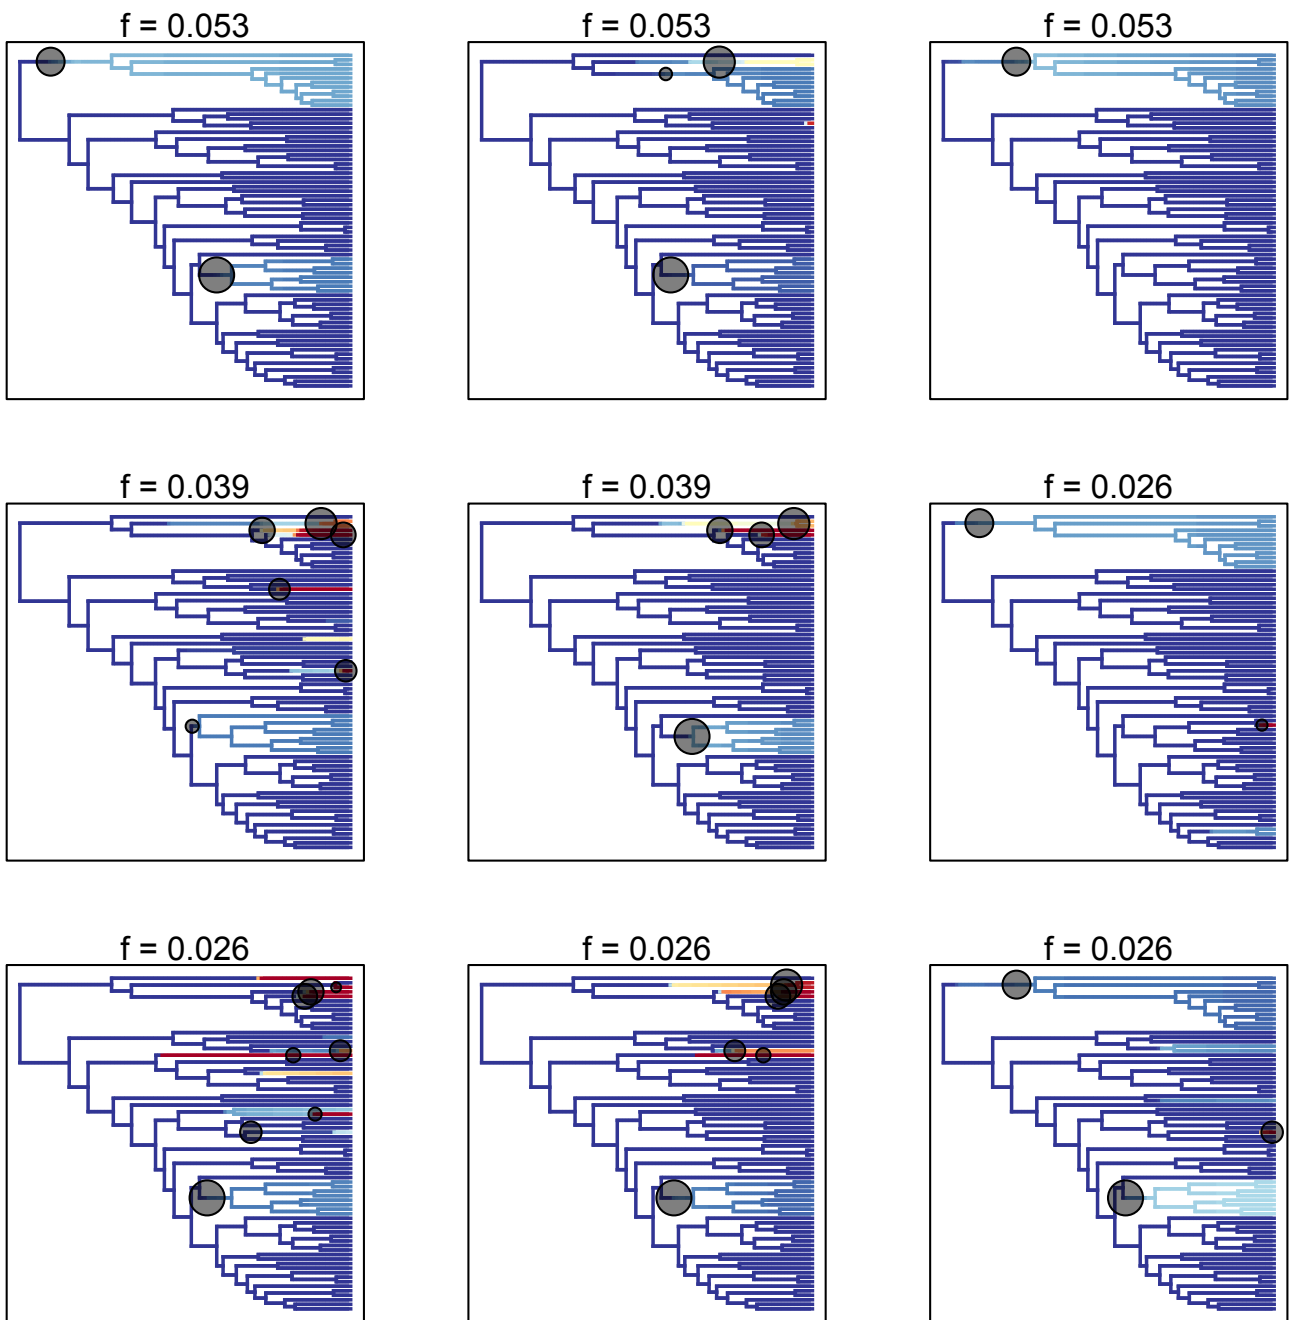 f = 0.053
f = 0.053
f = 0.053
f = 0.039
f = 0.039
f = 0.026
f = 0.026
f = 0.026
f = 0.026